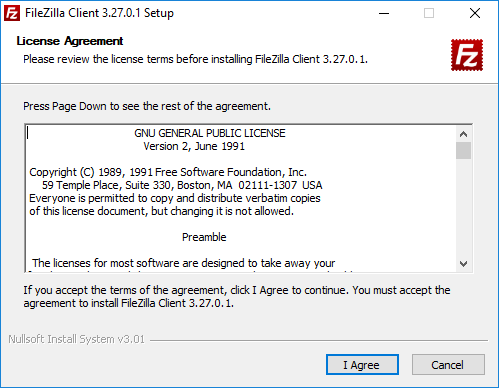 FileZilla Client 3.27.0.1 Setup
License Agreement
Please review the license terms before installing FileZilla Client 3.27.0.1.
FZ
Press Page Down to see the rest of the agreement.
GNU GENERAL PUBLIC LICENSE
Version 2, June 1991
Copyright (C) 1989, 1991 Free Software Foundation, Inc.
59 Temple Place, Suite 330, Boston, MA 02111-1307 USA
Everyone is permitted to copy and distribute verbatim copies
of this license document, but changing it is not allowed.
Preamble
The licenses for most software are designed to take away your
If you accept the terms of the agreement, click I Agree to continue. You must accept the
agreement to install FileZilla Client 3.27.0.1.
Nullsoft Install System v3.01
I Agree
Cancel